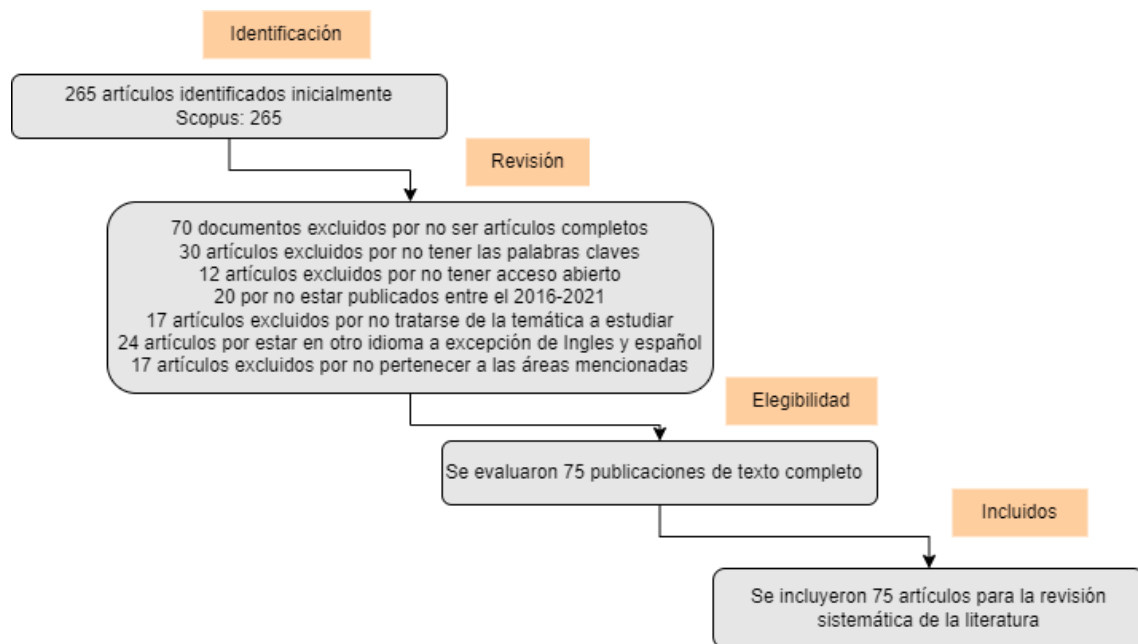 Identificación
265 artículos identificados inicialmente
Scopus: 265
Revisión
70 documentos excluidos por no ser artículos completos
30 artículos excluidos por no tener las palabras claves
12 artículos excluidos por no tener acceso abierto
20 por no estar publicados entre el 2016-2021
17 artículos excluidos por no tratarse de la temática a estudiar
24 artículos por estar en otro idioma a excepción de Ingles y español
17 artículos excluidos por no pertenecer a las áreas mencionadas
Elegibilidad
Se evaluaron 75 publicaciones de texto completo
Incluidos
Se incluyeron 75 artículos para la revisión
sistemática de la literatura